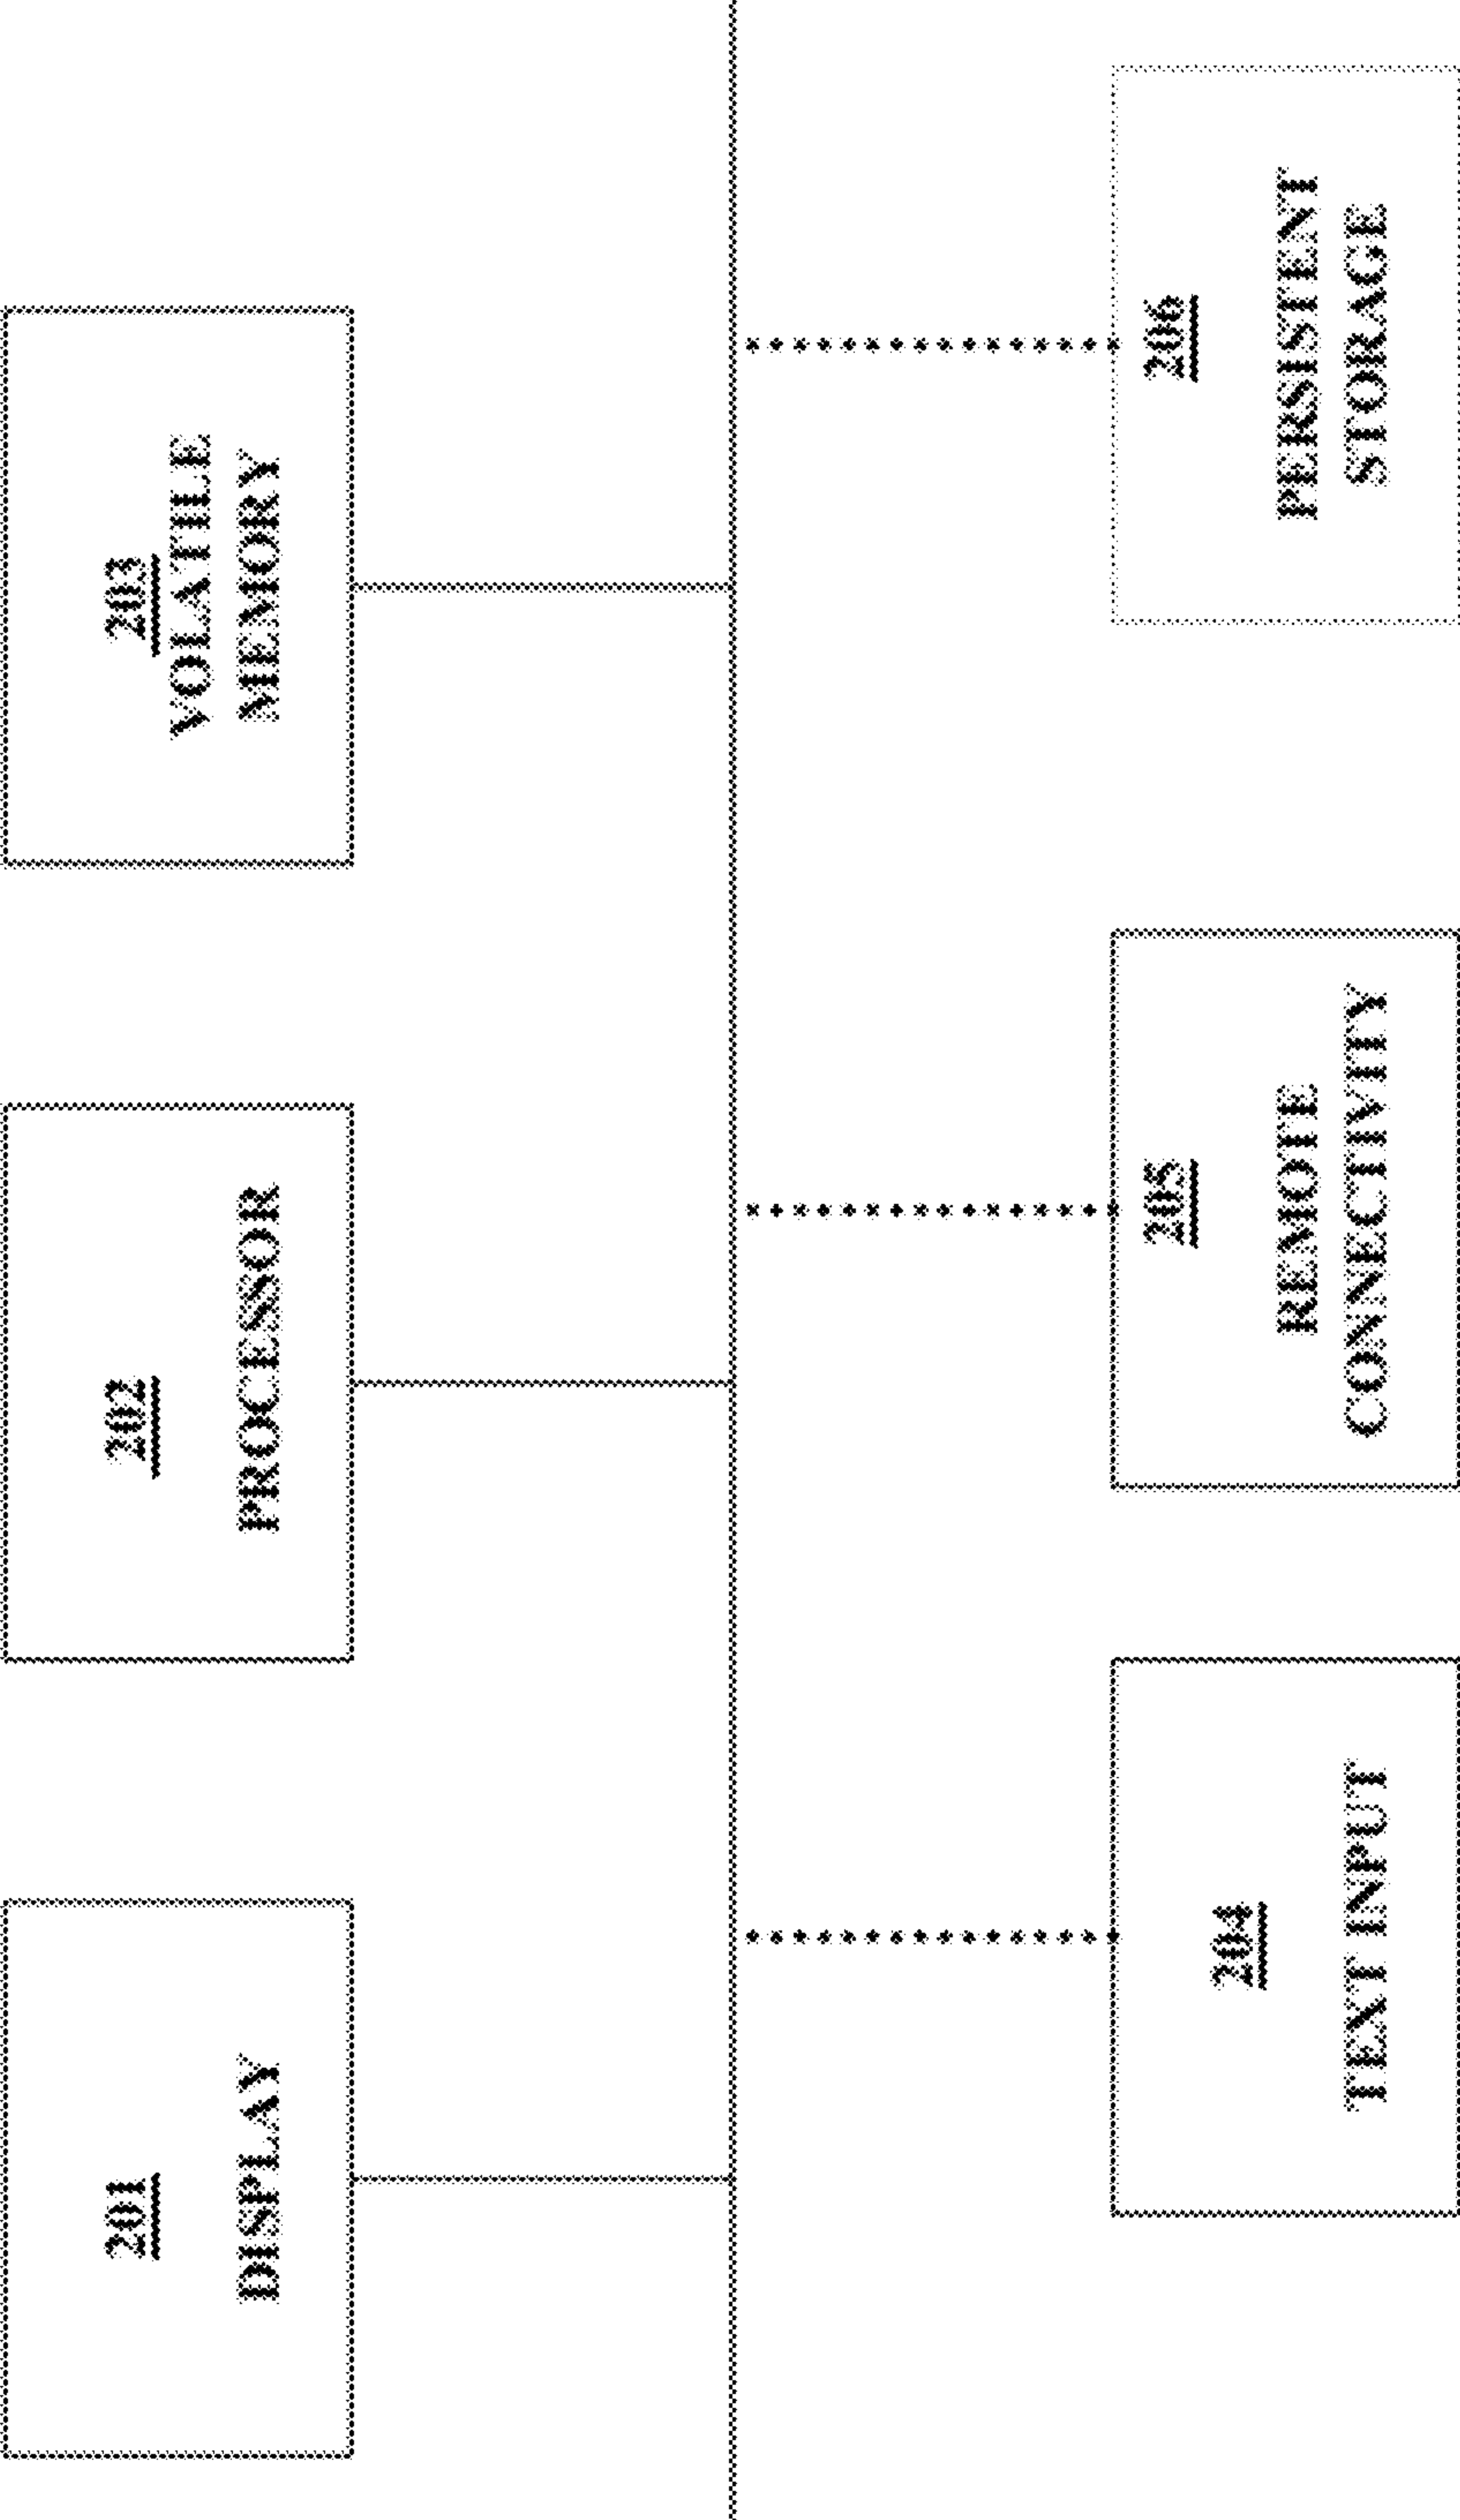 201
DISPLAY
202
PROCESSOR
203
VOLATILE
MEMORY
204
TEXT INPUT
205
REMOTE
CONNECTIVITY
206
PERSISTENT
STORAGE